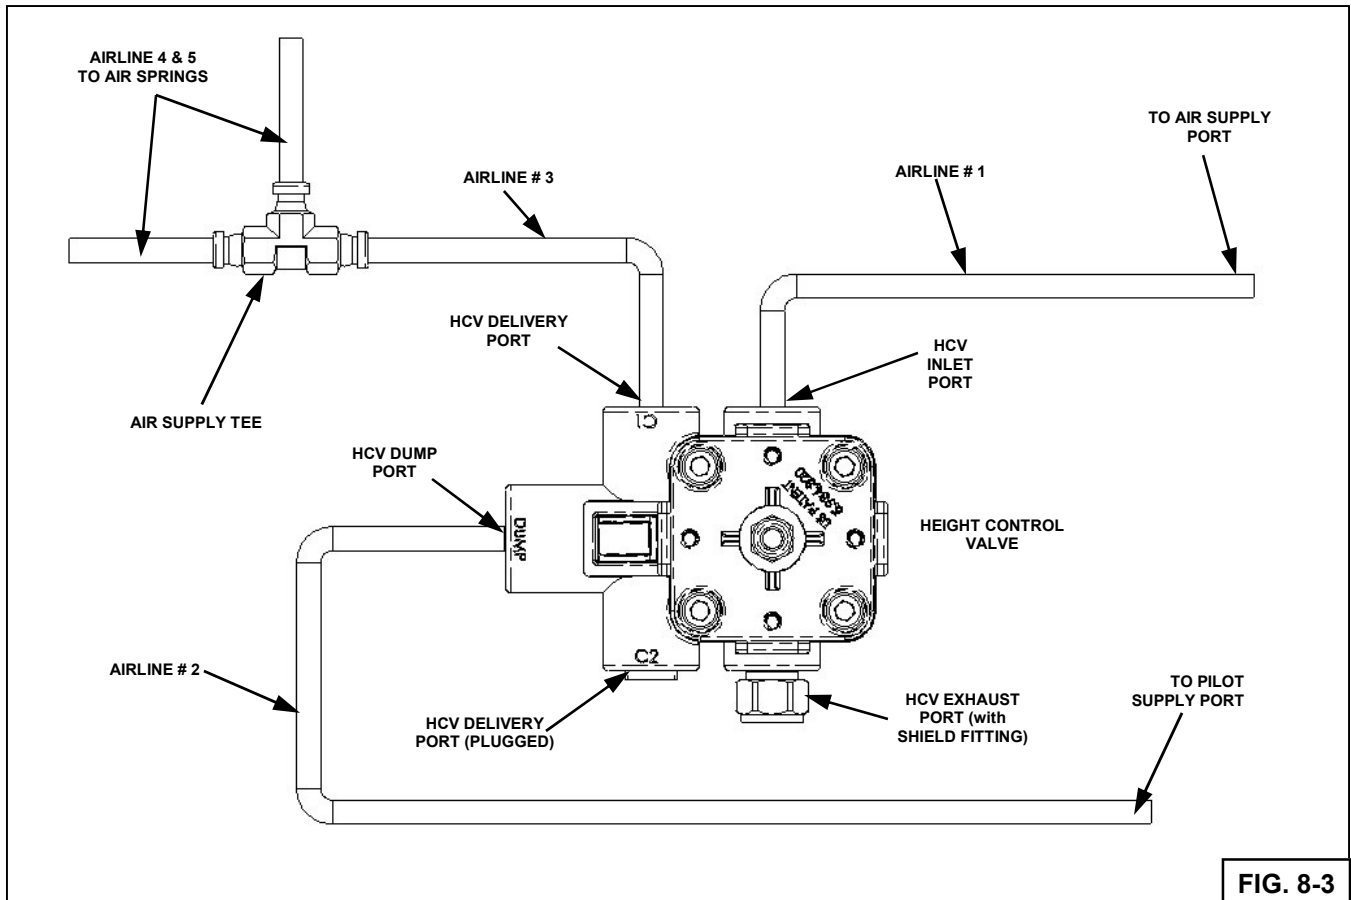 AIRLINE 4 & 5
TO AIR SPRINGS
TO AIR SUPPLY
PORT
AIRLINE # 3
AIRLINE # 1
HCV DELIVERY
PORT
HCV
INLET
PORT
AIR SUPPLY TEE
C1
HCV DUMP
PORT
US PATENT
DUMP
HEIGHT CONTROL
VALVE
C2
AIRLINE # 2
HCV DELIVERY
PORT (PLUGGED)
HCV EXHAUST
PORT (with
SHIELD FITTING)
TO PILOT
SUPPLY PORT
FIG. 8-3